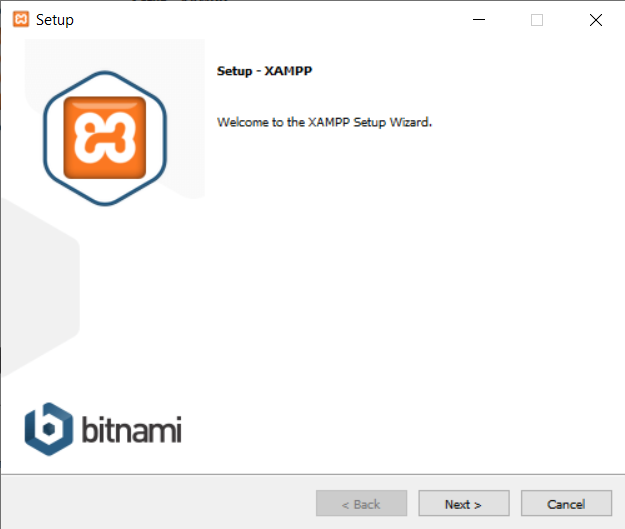 Setup
Setup - XAMPP
Welcome to the XAMPP Setup Wizard.
bitnami
< Back
Next >
Cancel